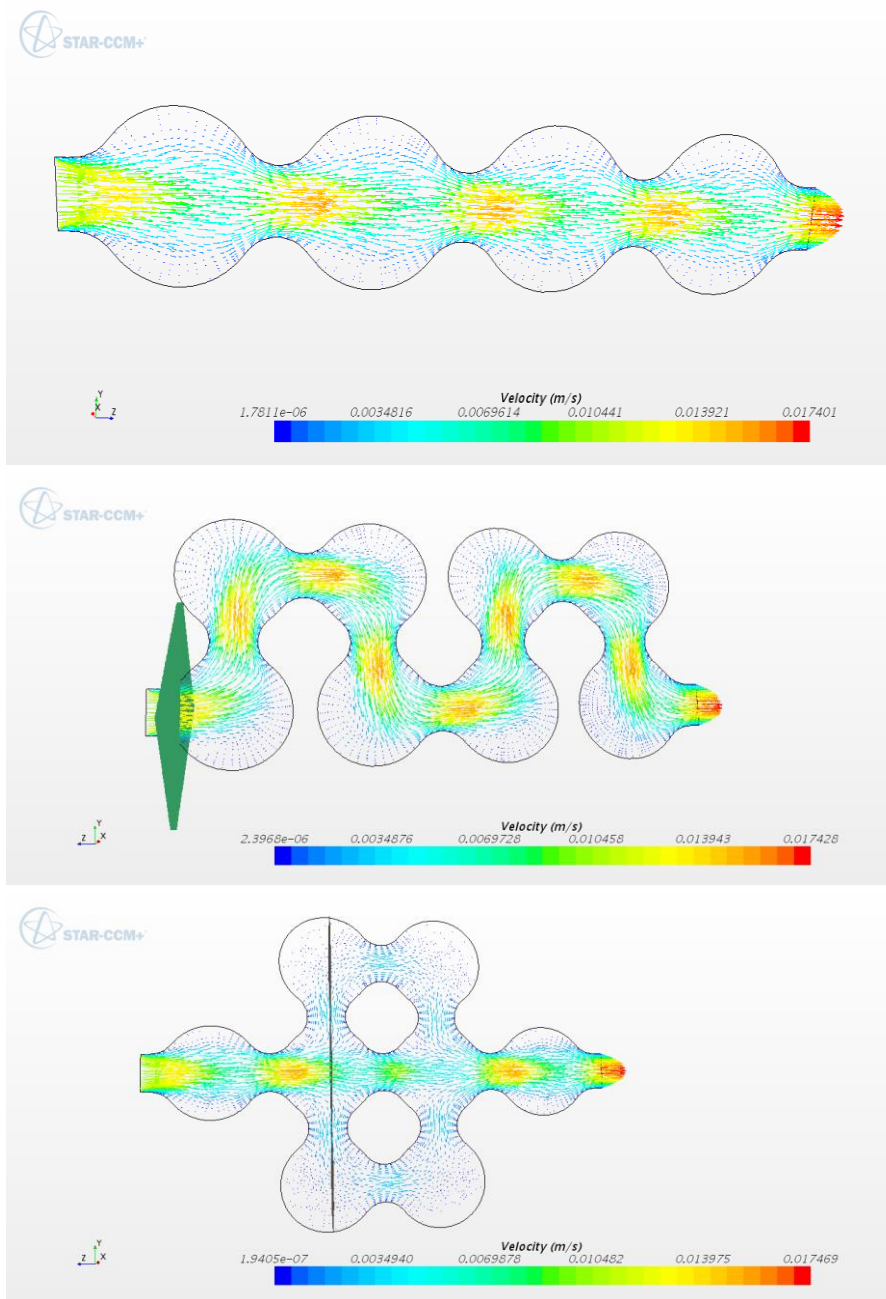 STAR-CCM+
Y
X Z
Velocity (m/s)
1.7811e-06 0.0034816 0.0069614 0.010441 0.013921 0.017401
STAR-CCM+
Y
Z X
Velocity (m/s)
2.3968e-06 0.0034876 0.0069728 0.010458 0.013943 0.017428
STAR-CCM+
Y
Z X
Velocity (m/s)
1.9405e-07 0.0034940 0.0069878 0.010482 0.013975 0.017469